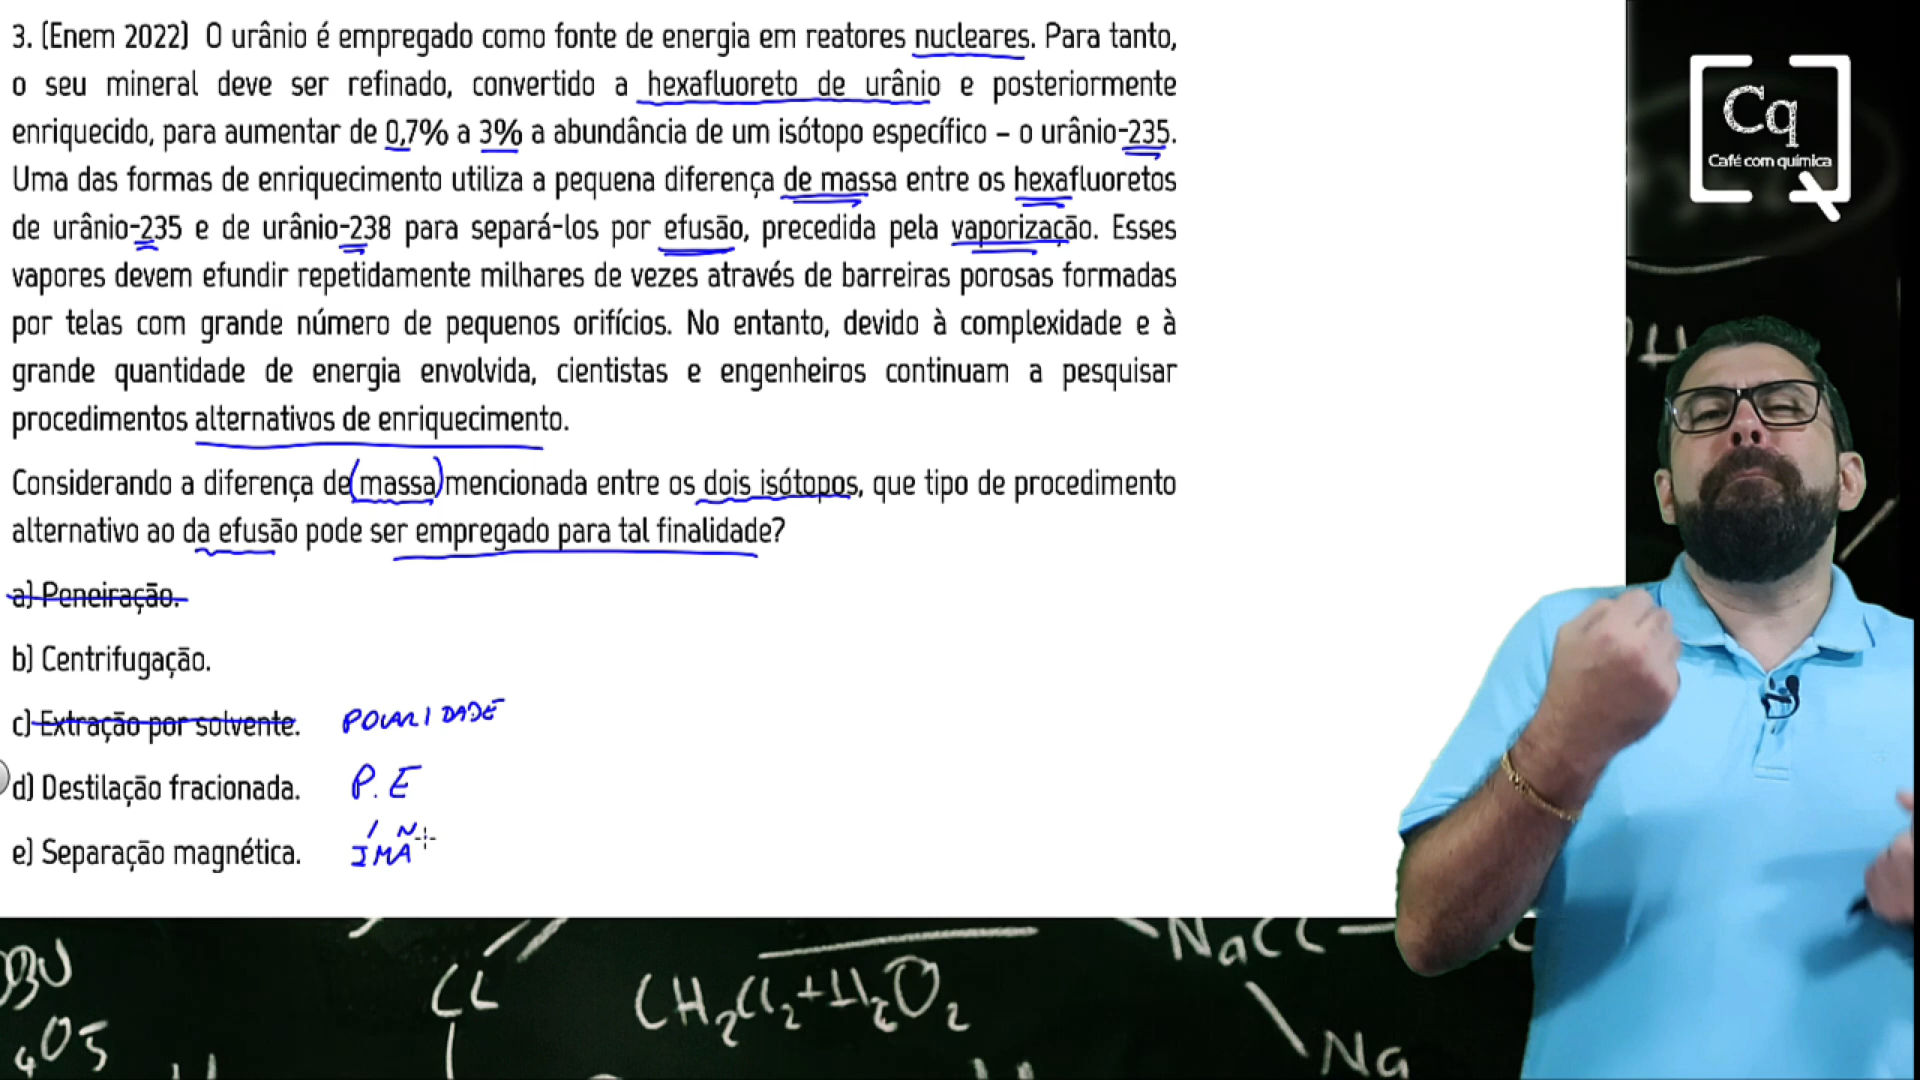 3. (Enem 2022) O urânio é empregado como fonte de energia em reatores nucleares. Para tanto,
o seu mineral deve ser refinado, convertido a hexafluoreto de urânio e posteriormente
enriquecido, para aumentar de 0,7% a 3% a abundância de um isótopo específico – o urânio-235.
Uma das formas de enriquecimento utiliza a pequena diferença de massa entre os hexafluoretos
de urânio-235 e de urânio-238 para separá-los por efusão, precedida pela vaporização. Esses
vapores devem efundir repetidamente milhares de vezes através de barreiras porosas formadas
por telas com grande número de pequenos orifícios. No entanto, devido à complexidade e à
grande quantidade de energia envolvida, cientistas e engenheiros continuam a pesquisar
procedimentos alternativos de enriquecimento.
Considerando a diferença de (massa) mencionada entre os dois isótopos, que tipo de procedimento
alternativo ao da efusão pode ser empregado para tal finalidade?
a) Peneiração.
b) Centrifugação.
c) Extração por solvente. POLARIDADE
d) Destilação fracionada. P.E
e) Separação magnética. ÍMÃ
Cq
Café com química
CL
CH2Cl2+H2O2
NaCl
Na
4O5